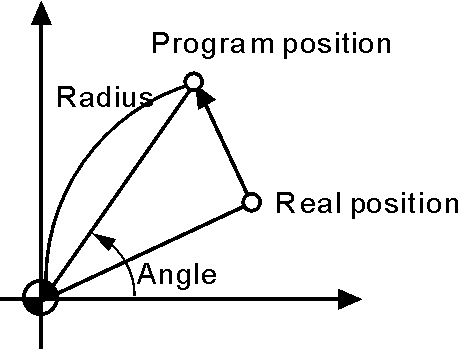 Program position
Radius
Real position
Angle